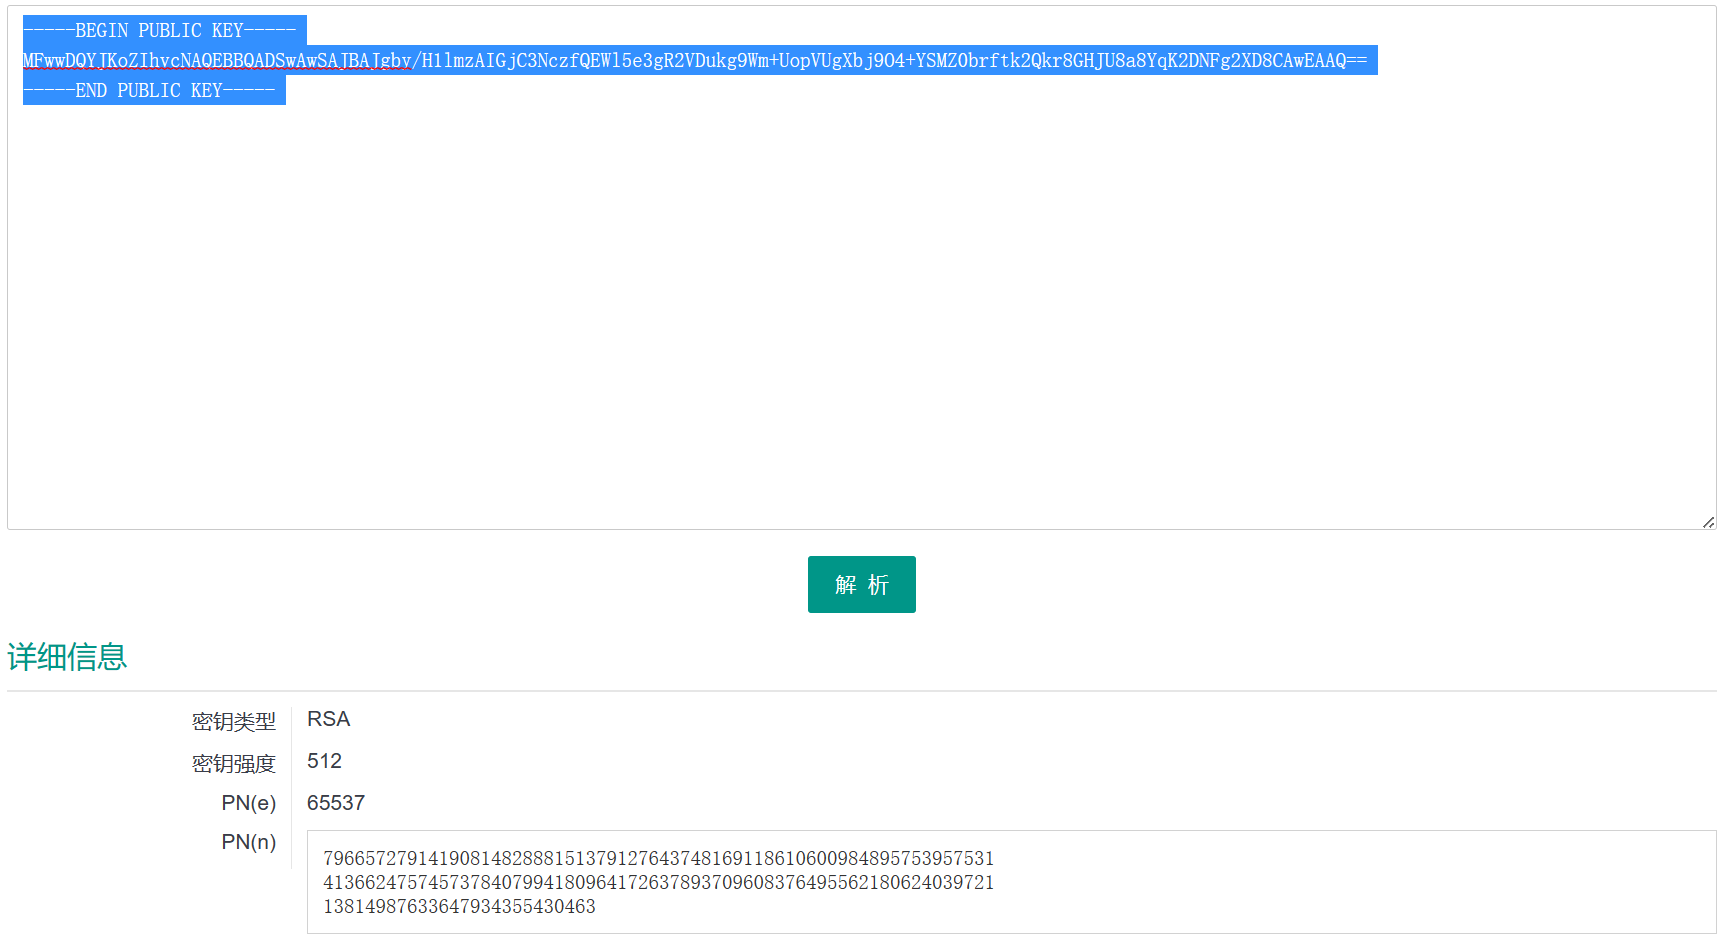 -----BEGIN PUBLIC KEY-----
MFwwDQYJKoZIhvcNAQEBBQADSwAwSAJBAJgbv/H1lmzAIGjC3NczfQEWl5e3gR2VDukg9Wm+UopVUgXbj9O4+YSMZ0brftk2Qkr8GHJU8a8YqK2DNFg2XD8CAwEAAQ==
-----END PUBLIC KEY-----
解 析
详细信息
密钥类型 RSA
密钥强度 512
PN(e) 65537
PN(n)
7966572791419081482888151379127643748169118610600984895753957531
4136624757457378407994180964172637893709608376495562180624039721
13814987633647934355430463